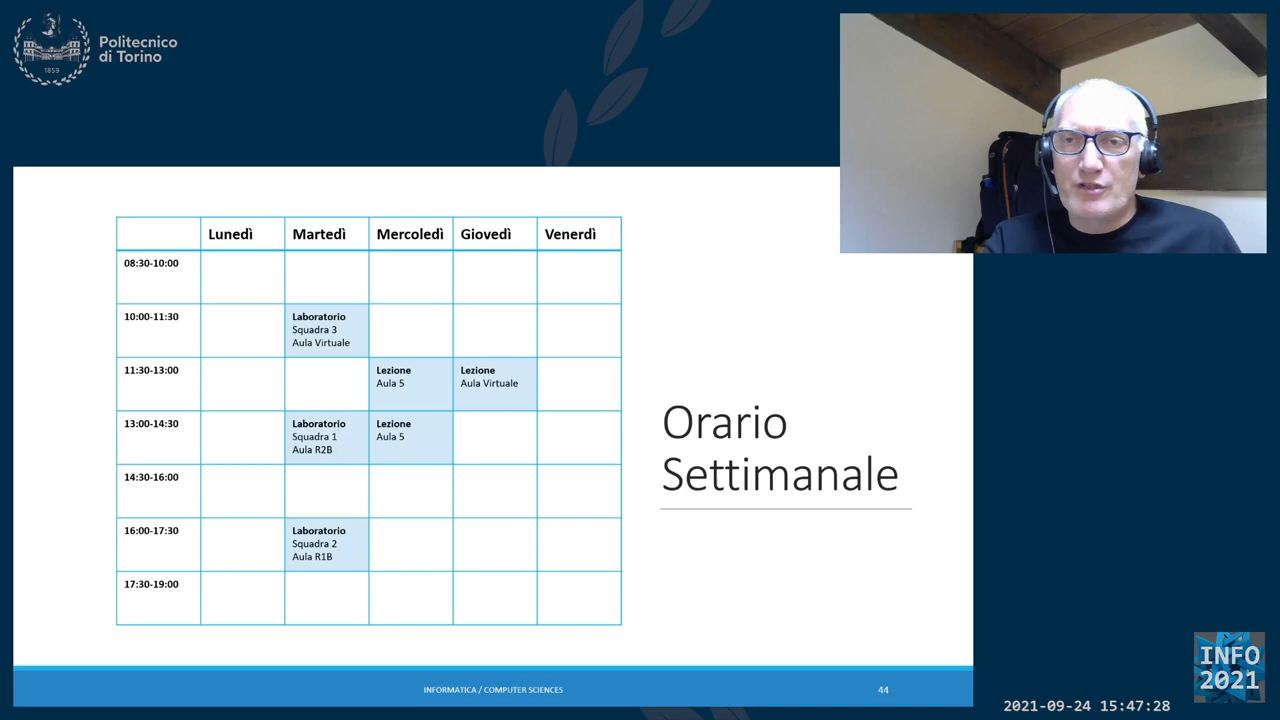 Politecnico
di Torino
1859
Lunedì Martedì Mercoledì Giovedì Venerdì
08:30-10:00
10:00-11:30
Laboratorio
Squadra 3
Aula Virtuale
11:30-13:00
Lezione
Aula 5
Lezione
Aula Virtuale
13:00-14:30
Laboratorio
Squadra 1
Aula R2B
Lezione
Aula 5
14:30-16:00
16:00-17:30
Laboratorio
Squadra 2
Aula R1B
17:30-19:00
Orario
Settimanale
INFORMATICA / COMPUTER SCIENCES
44
INFO
2021
2021-09-24 15:47:28